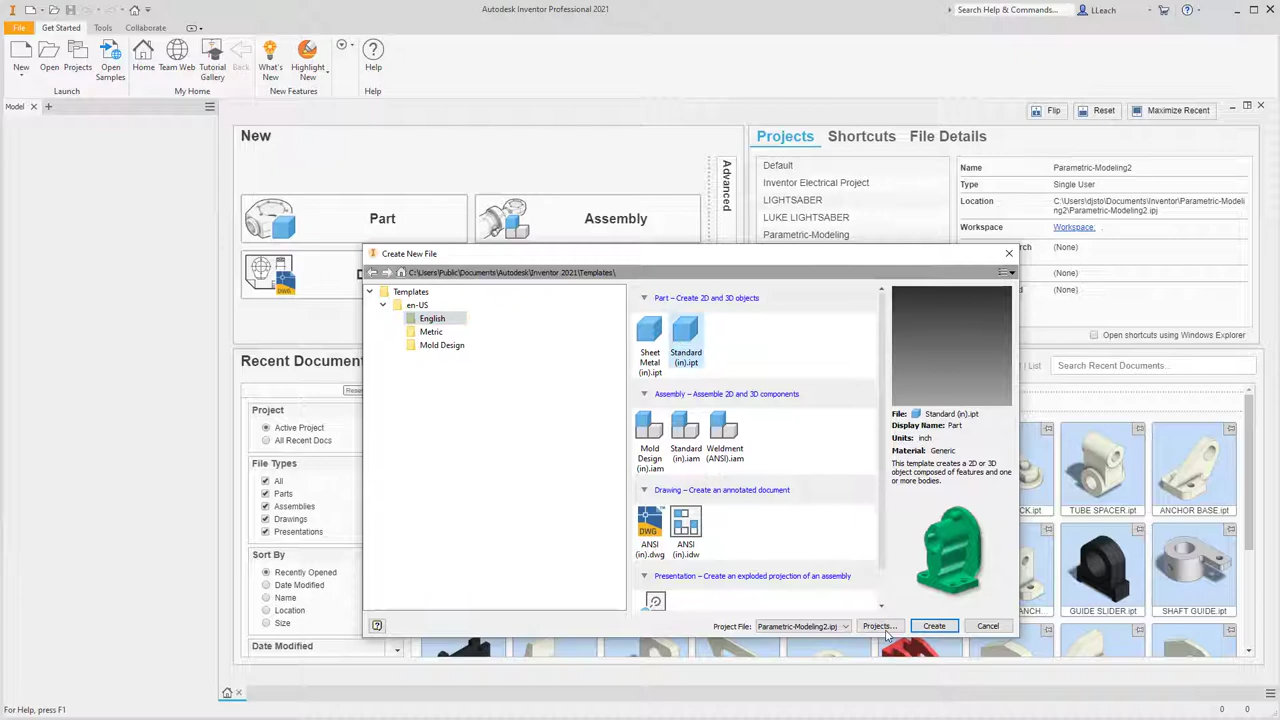 Autodesk Inventor Professional 2021
Search Help & Commands...
LLeach
File
Get Started
Tools
Collaborate
New
Open
Projects
Open Samples
Home
Team Web
Tutorial Gallery
Back
What's New
Highlight New
Help
Launch
My Home
New Features
Help
Model
Flip
Reset
Maximize Recent
New
Part
Assembly
Advanced
DWG
Projects
Shortcuts
File Details
Default
Inventor Electrical Project
LIGHTSABER
LUKE LIGHTSABER
Parametric-Modeling
Name
Parametric-Modeling2
Type
Single User
Location
C:\Users\djsto\Documents\Inventor\Parametric-Modeli
ng2\Parametric-Modeling2.ipj
Workspace
Workspace:
(None)
(None)
(None)
Open shortcuts using Windows Explorer
Create New File
C:\Users\Public\Documents\Autodesk\Inventor 2021\Templates\
Templates
en-US
English
Metric
Mold Design
Part – Create 2D and 3D objects
Sheet Metal (in).ipt
Standard (in).ipt
Assembly – Assemble 2D and 3D components
Mold Design (in).iam
Standard (in).iam
Weldment (ANSI).iam
Drawing – Create an annotated document
DWG
ANSI (in).dwg
ANSI (in).idw
Presentation – Create an exploded projection of an assembly
File: Standard (in).ipt
Display Name: Part
Units: inch
Material: Generic
This template creates a 2D or 3D
object composed of features and one
or more bodies.
Project File:
Parametric-Modeling2.ipj
Projects...
Create
Cancel
Recent Documen
Project
Active Project
All Recent Docs
File Types
All
Parts
Assemblies
Drawings
Presentations
Sort By
Recently Opened
Date Modified
Name
Location
Size
Date Modified
List
Search Recent Documents...
CK.ipt
TUBE SPACER.ipt
ANCHOR BASE.ipt
ANCH...
GUIDE SLIDER.ipt
SHAFT GUIDE.ipt
For Help, press F1
0
0